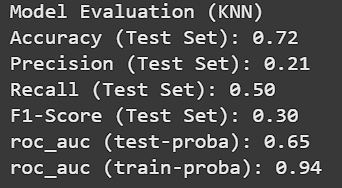 Model Evaluation (KNN)
Accuracy (Test Set): 0.72
Precision (Test Set): 0.21
Recall (Test Set): 0.50
F1-Score (Test Set): 0.30
roc_auc (test-proba): 0.65
roc_auc (train-proba): 0.94